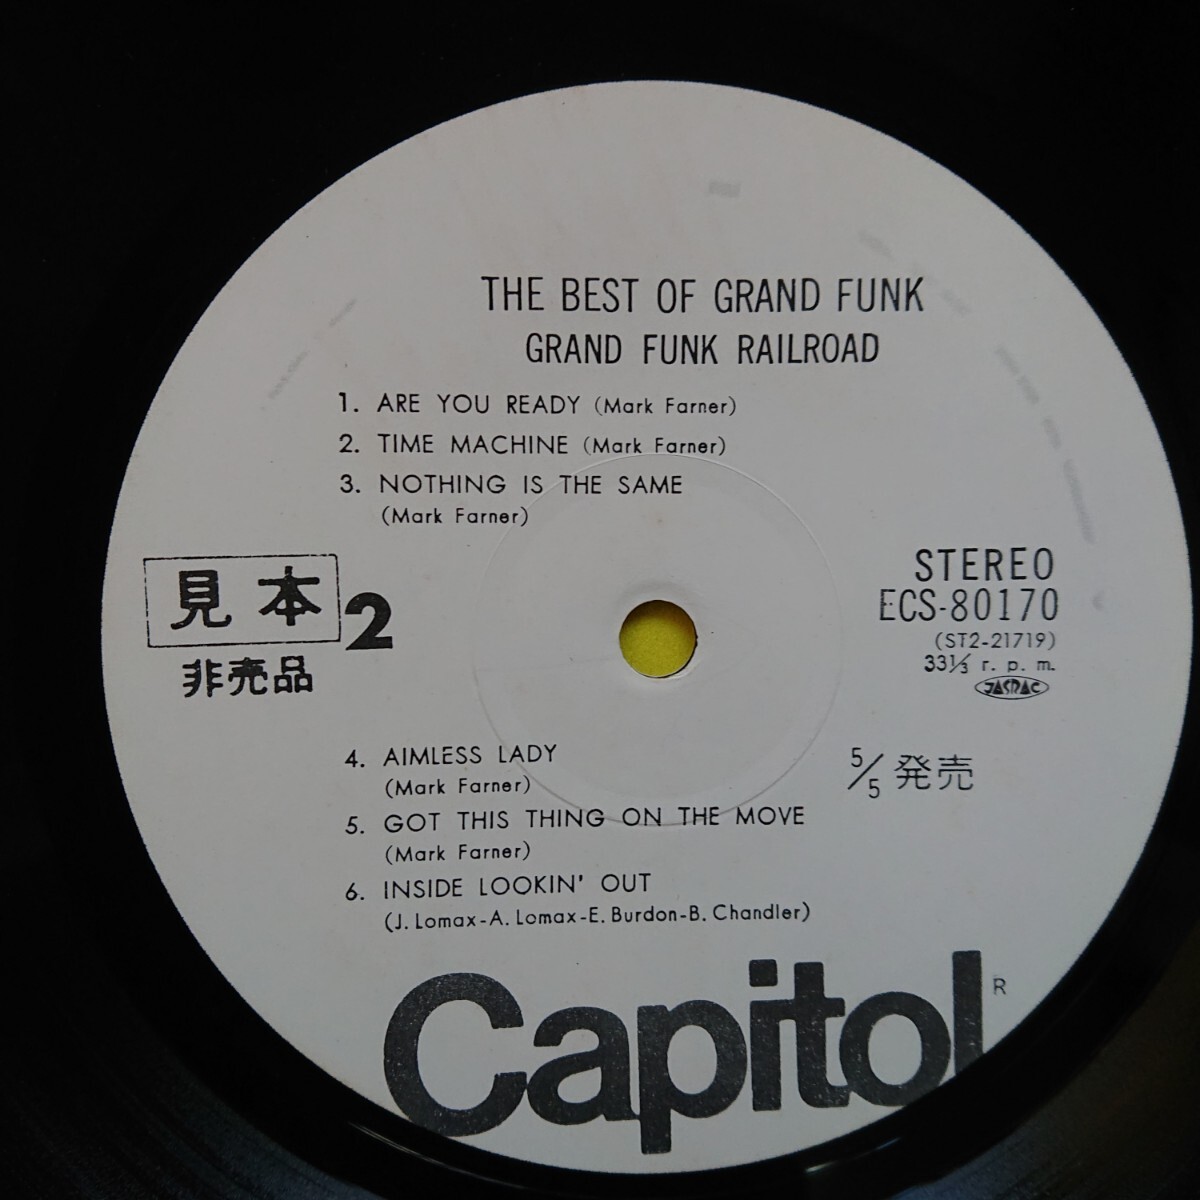 THE BEST OF GRAND FUNK
GRAND FUNK RAILROAD
1. ARE YOU READY (Mark Farner)
2. TIME MACHINE (Mark Farner)
3. NOTHING IS THE SAME
(Mark Farner)
見本 2
非売品
STEREO
ECS-80170
(ST2-21719)
33⅓ r. p. m.
JASRAC
4. AIMLESS LADY
(Mark Farner)
5. GOT THIS THING ON THE MOVE
(Mark Farner)
6. INSIDE LOOKIN' OUT
(J. Lomax-A. Lomax-E. Burdon-B. Chandler)
5/5 発売
Capitol R